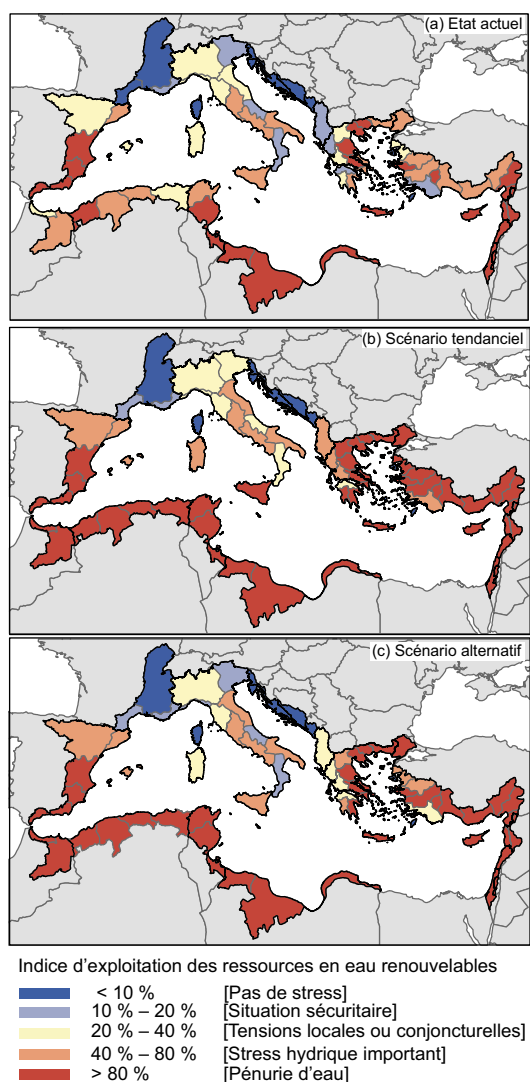 (a) Etat actuel
(b) Scénario tendanciel
(c) Scénario alternatif
Indice d'exploitation des ressources en eau renouvelables
< 10 % [Pas de stress]
10 % – 20 % [Situation sécuritaire]
20 % – 40 % [Tensions locales ou conjoncturelles]
40 % – 80 % [Stress hydrique important]
> 80 % [Pénurie d'eau]